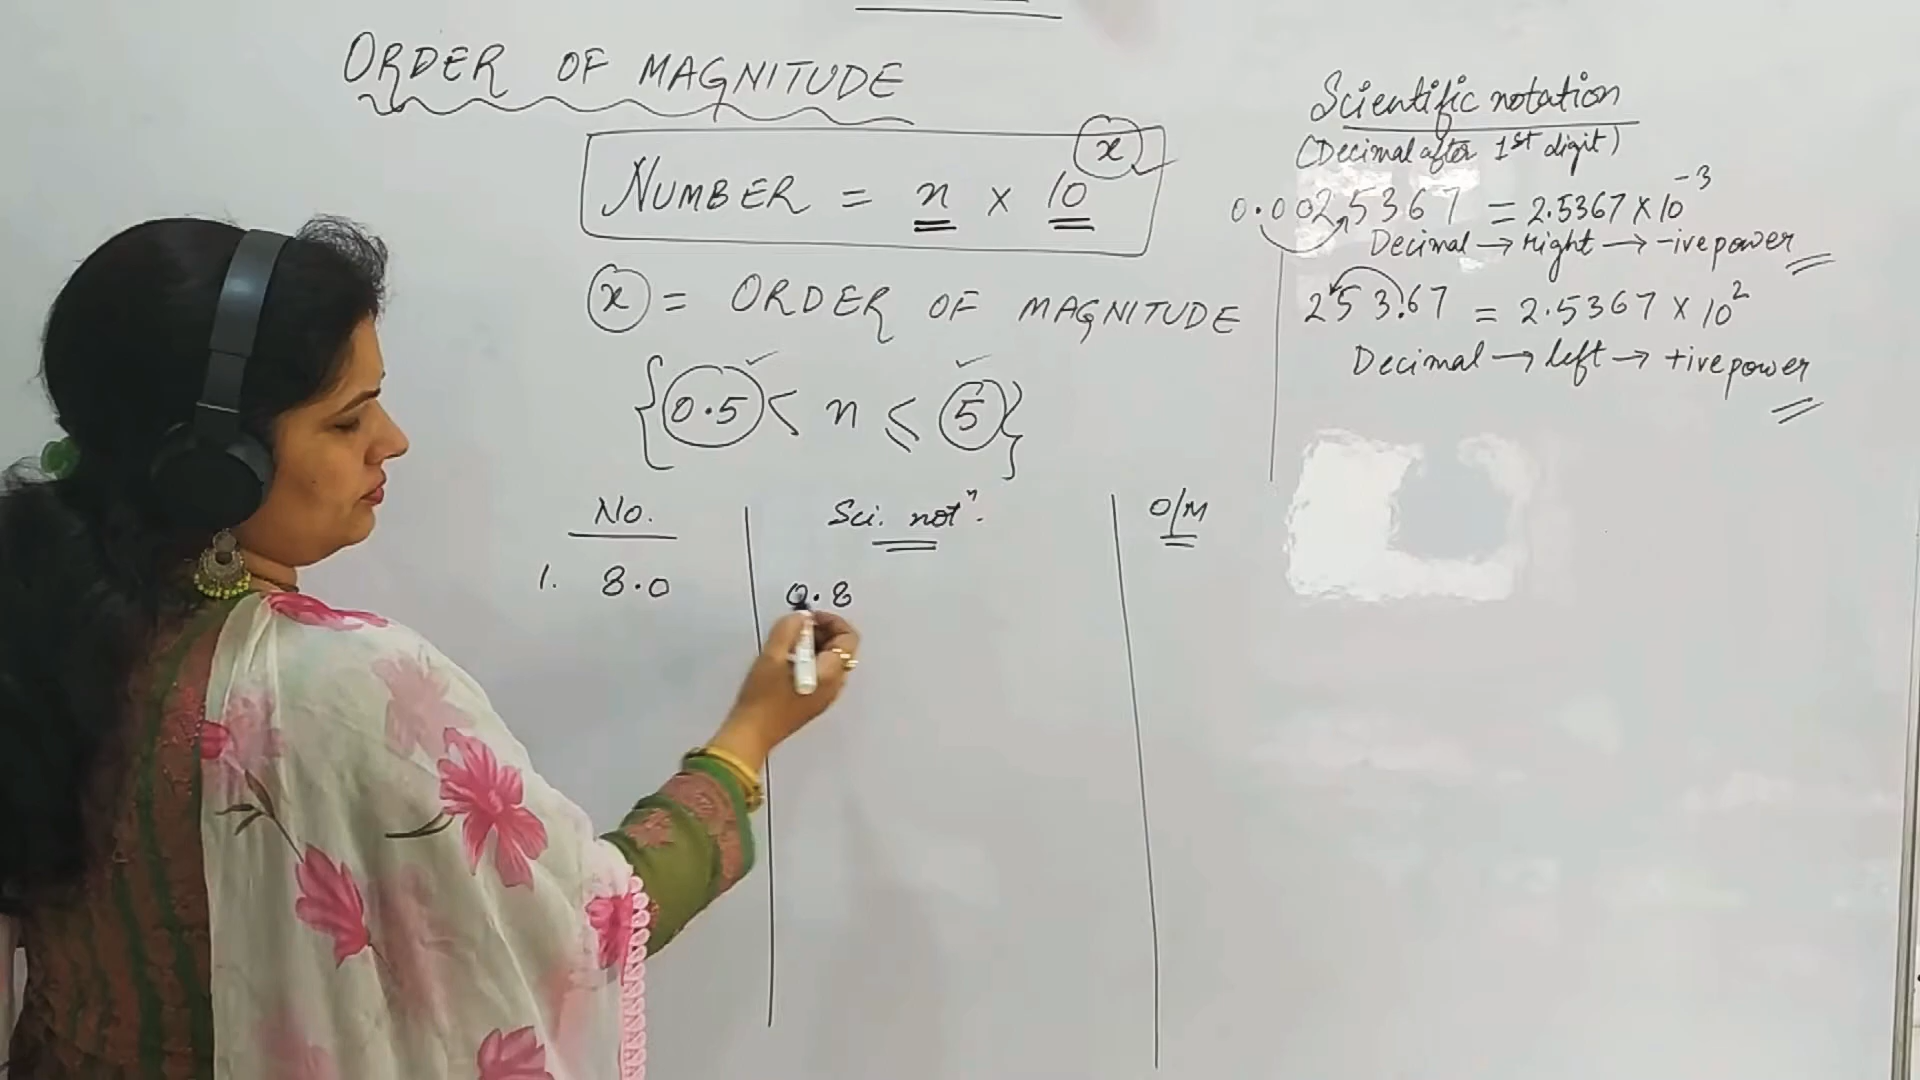 ORDER OF MAGNITUDE
NUMBER = n × 10^x
x = ORDER OF MAGNITUDE
{0.5 < n ≤ 5}
No. Sci. notⁿ. O/M
1. 8.0 0.8
Scientific notation
(Decimal after 1st digit)
0.0025367 = 2.5367 × 10^-3
Decimal → right → -ive power
253.67 = 2.5367 × 10^2
Decimal → left → +ive power